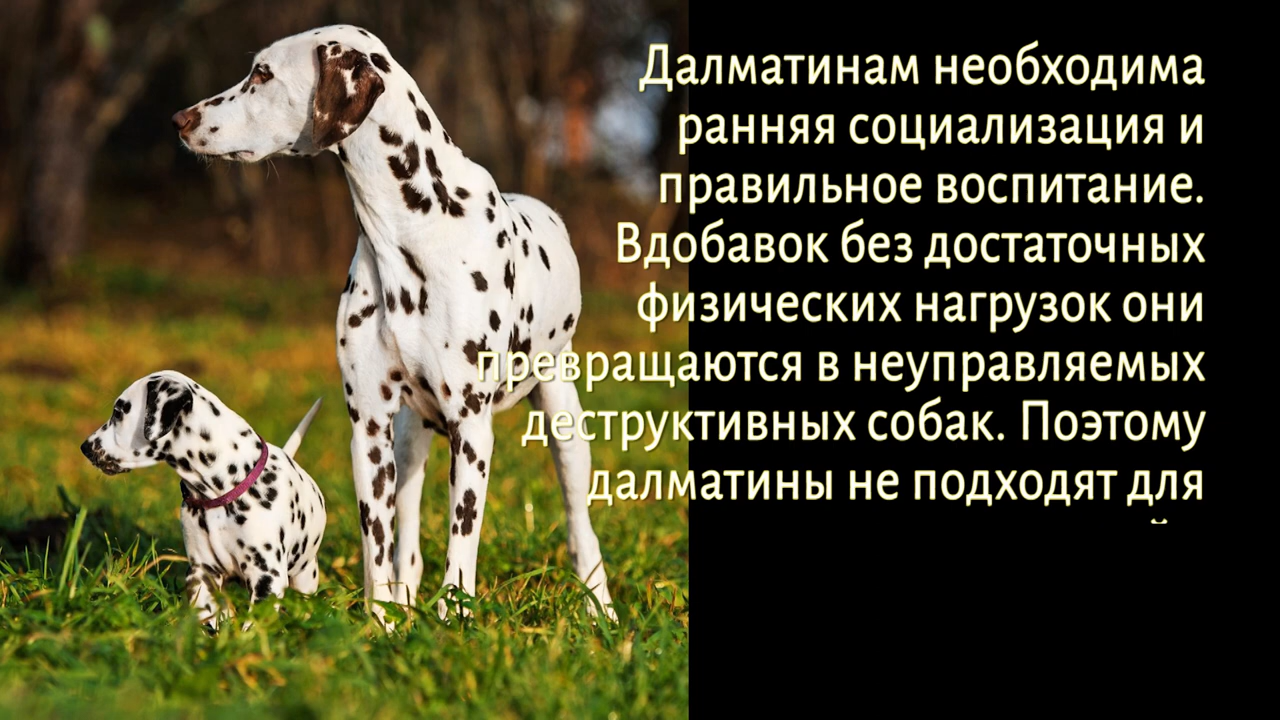 Далматинам необходима
ранняя социализация и
правильное воспитание.
Вдобавок без достаточных
физических нагрузок они
превращаются в неуправляемых
деструктивных собак. Поэтому
далматины не подходят для